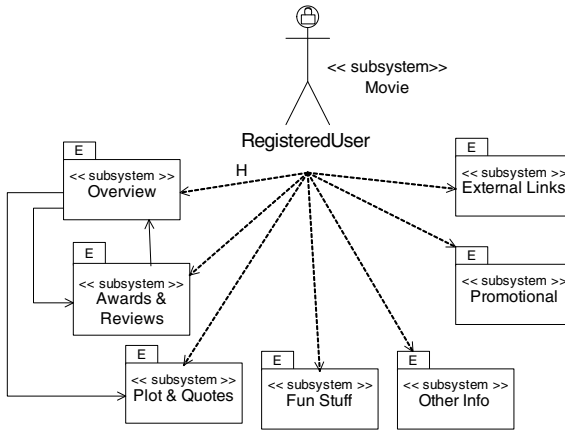 << subsystem>>
Movie
RegisteredUser
H
E
<< subsystem >>
Overview
E
<< subsystem >>
External Links
E
<< subsystem >>
Awards &
Reviews
E
<< subsystem >>
Promotional
E
<< subsystem >>
Plot & Quotes
E
<< subsystem >>
Fun Stuff
E
<< subsystem >>
Other Info